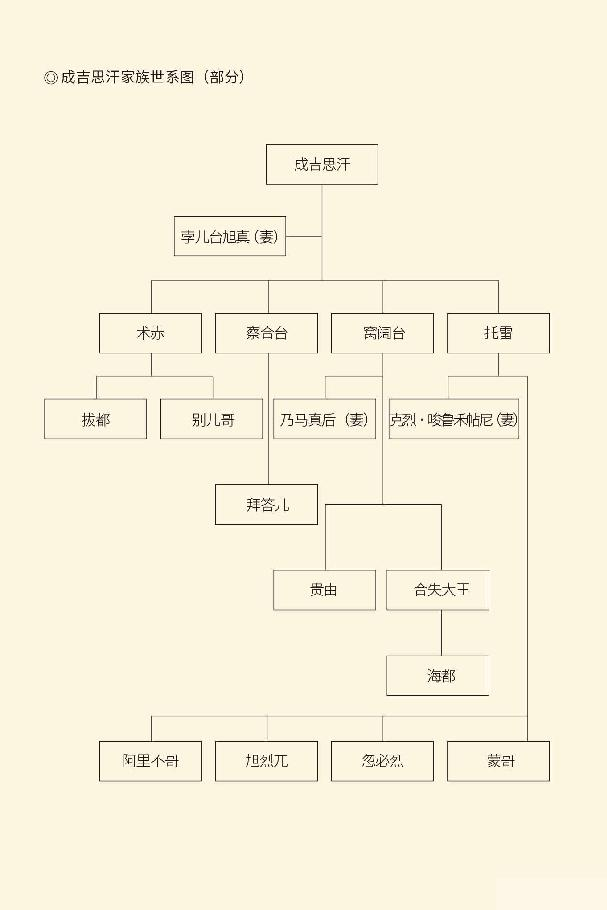 ◎成吉思汗家族世系图（部分）
成吉思汗
孛儿台旭真（妻）
术赤
察合台
窝阔台
托雷
拔都
别儿哥
乃马真后（妻）
克烈·唆鲁禾帖尼（妻）
拜答儿
贵由
合失大王
海都
阿里不哥
旭烈兀
忽必烈
蒙哥